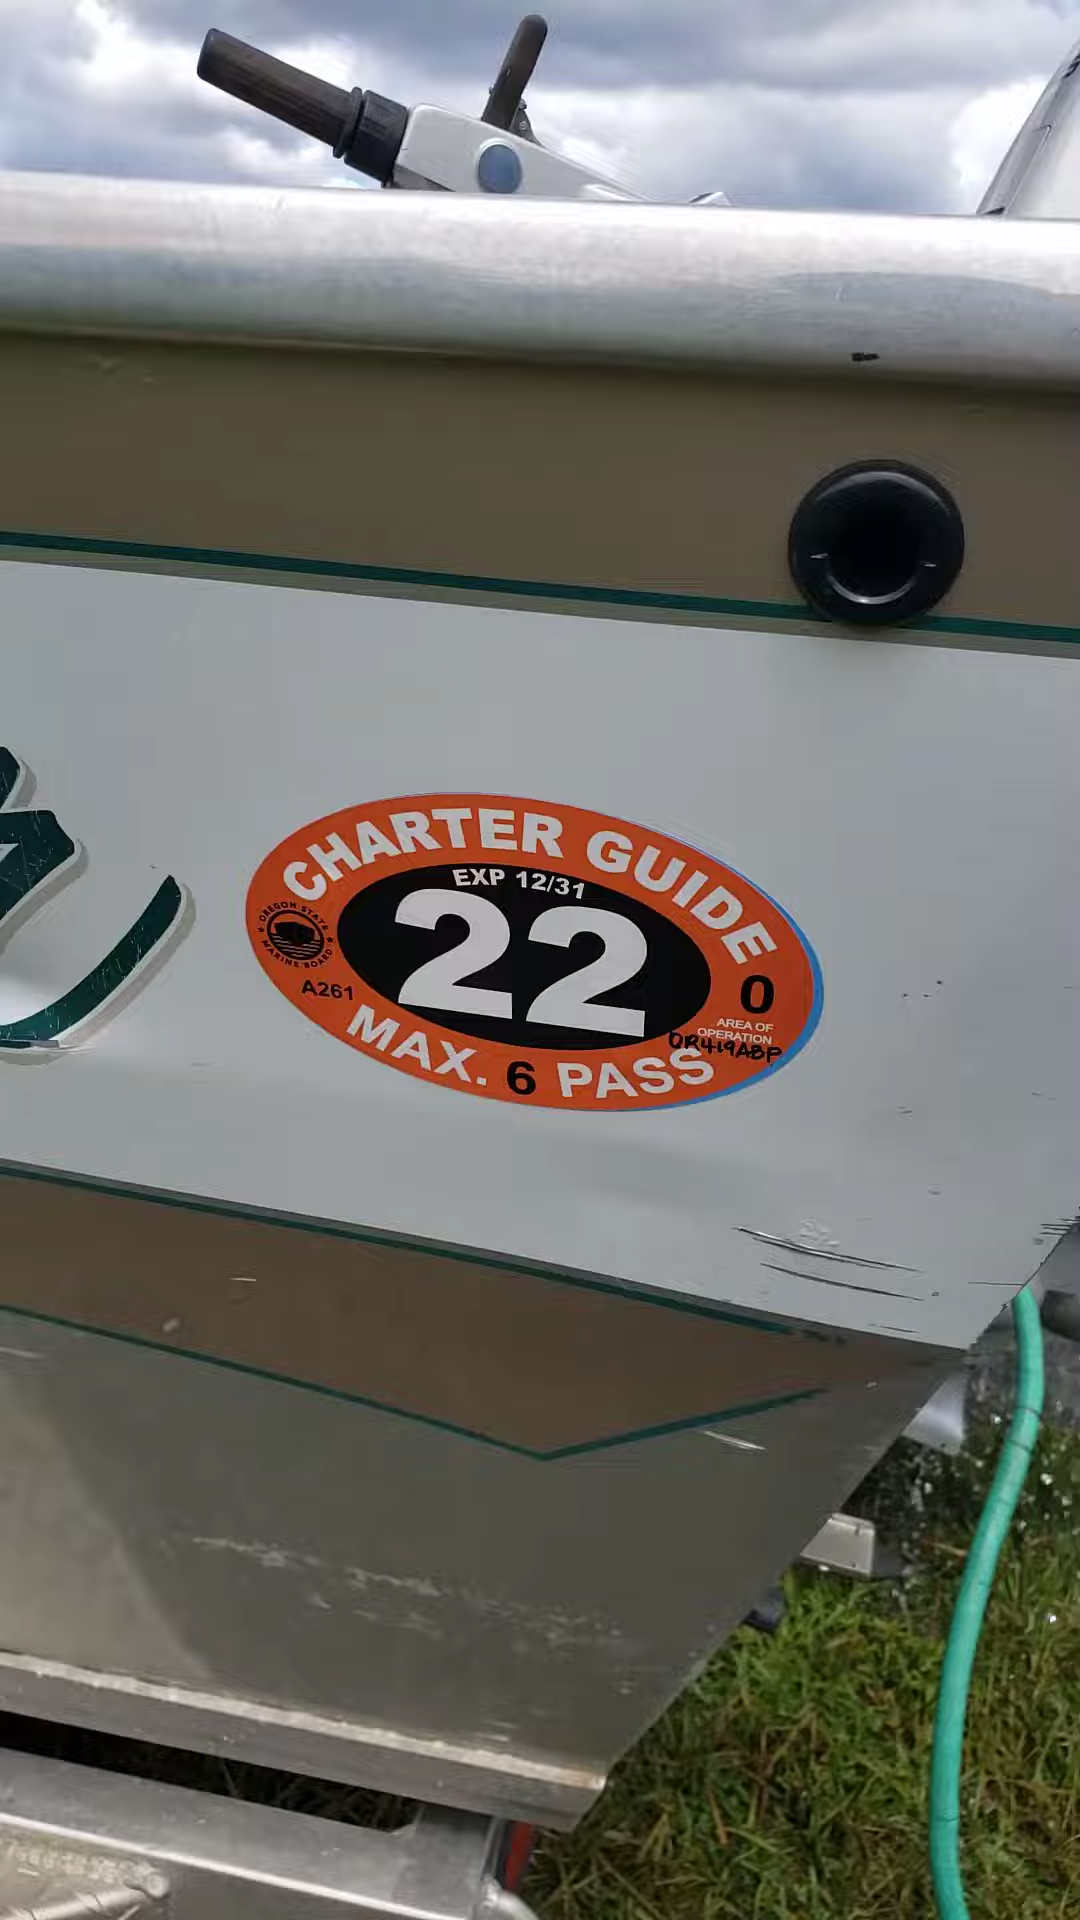 CHARTER GUIDE
EXP 12/31
22
OREGON STATE
MARINE BOARD
A261
0
AREA OF
OPERATION
OR419ABP
MAX. 6 PASS